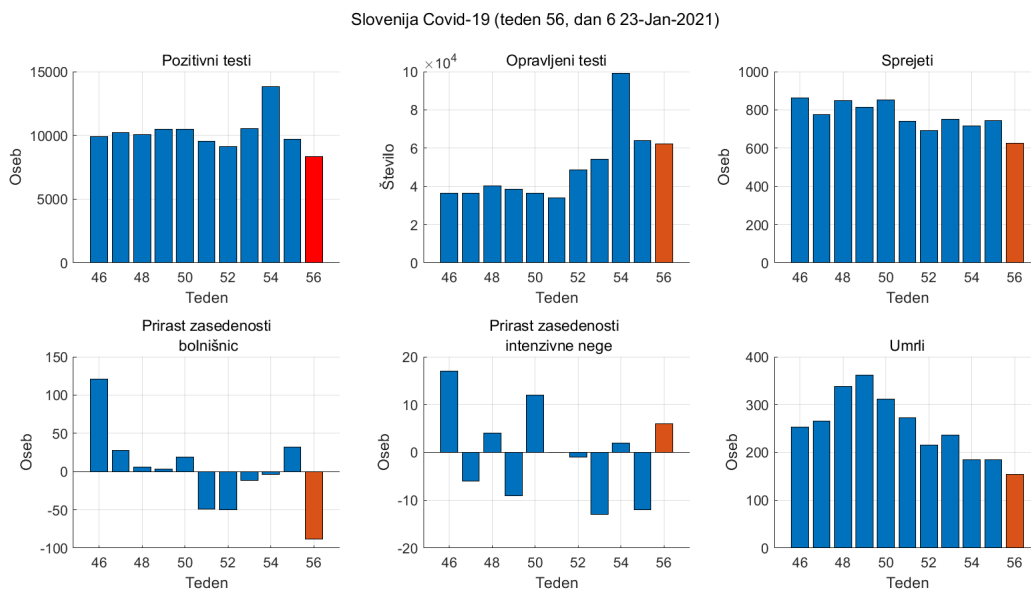 Slovenija Covid-19 (teden 56, dan 6 23-Jan-2021)
Pozitivni testi
15000
10000
5000
0
Oseb
46 48 50 52 54 56
Teden
Opravljeni testi
×10^4
10
8
6
4
2
0
Število
46 48 50 52 54 56
Teden
Sprejeti
1000
800
600
400
200
0
Oseb
46 48 50 52 54 56
Teden
Prirast zasedenosti
bolnišnic
150
100
50
0
-50
-100
Oseb
46 48 50 52 54 56
Teden
Prirast zasedenosti
intenzivne nege
20
10
0
-10
-20
Oseb
46 48 50 52 54 56
Teden
Umrli
400
300
200
100
0
Oseb
46 48 50 52 54 56
Teden